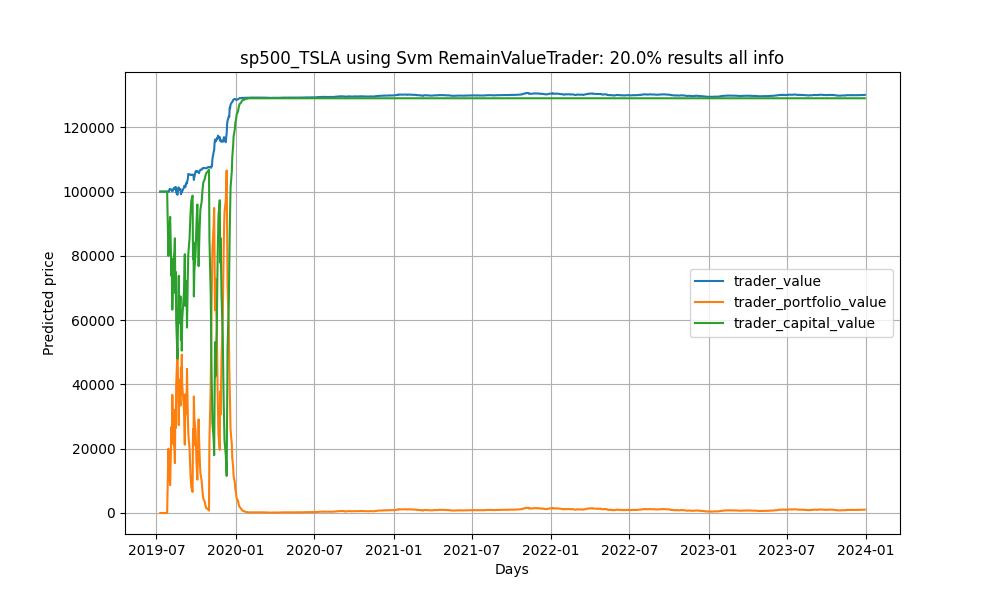 sp500_TSLA using Svm RemainValueTrader: 20.0% results all info
Predicted price
120000
100000
80000
60000
40000
20000
0
trader_value
trader_portfolio_value
trader_capital_value
2019-07 2020-01 2020-07 2021-01 2021-07 2022-01 2022-07 2023-01 2023-07 2024-01
Days